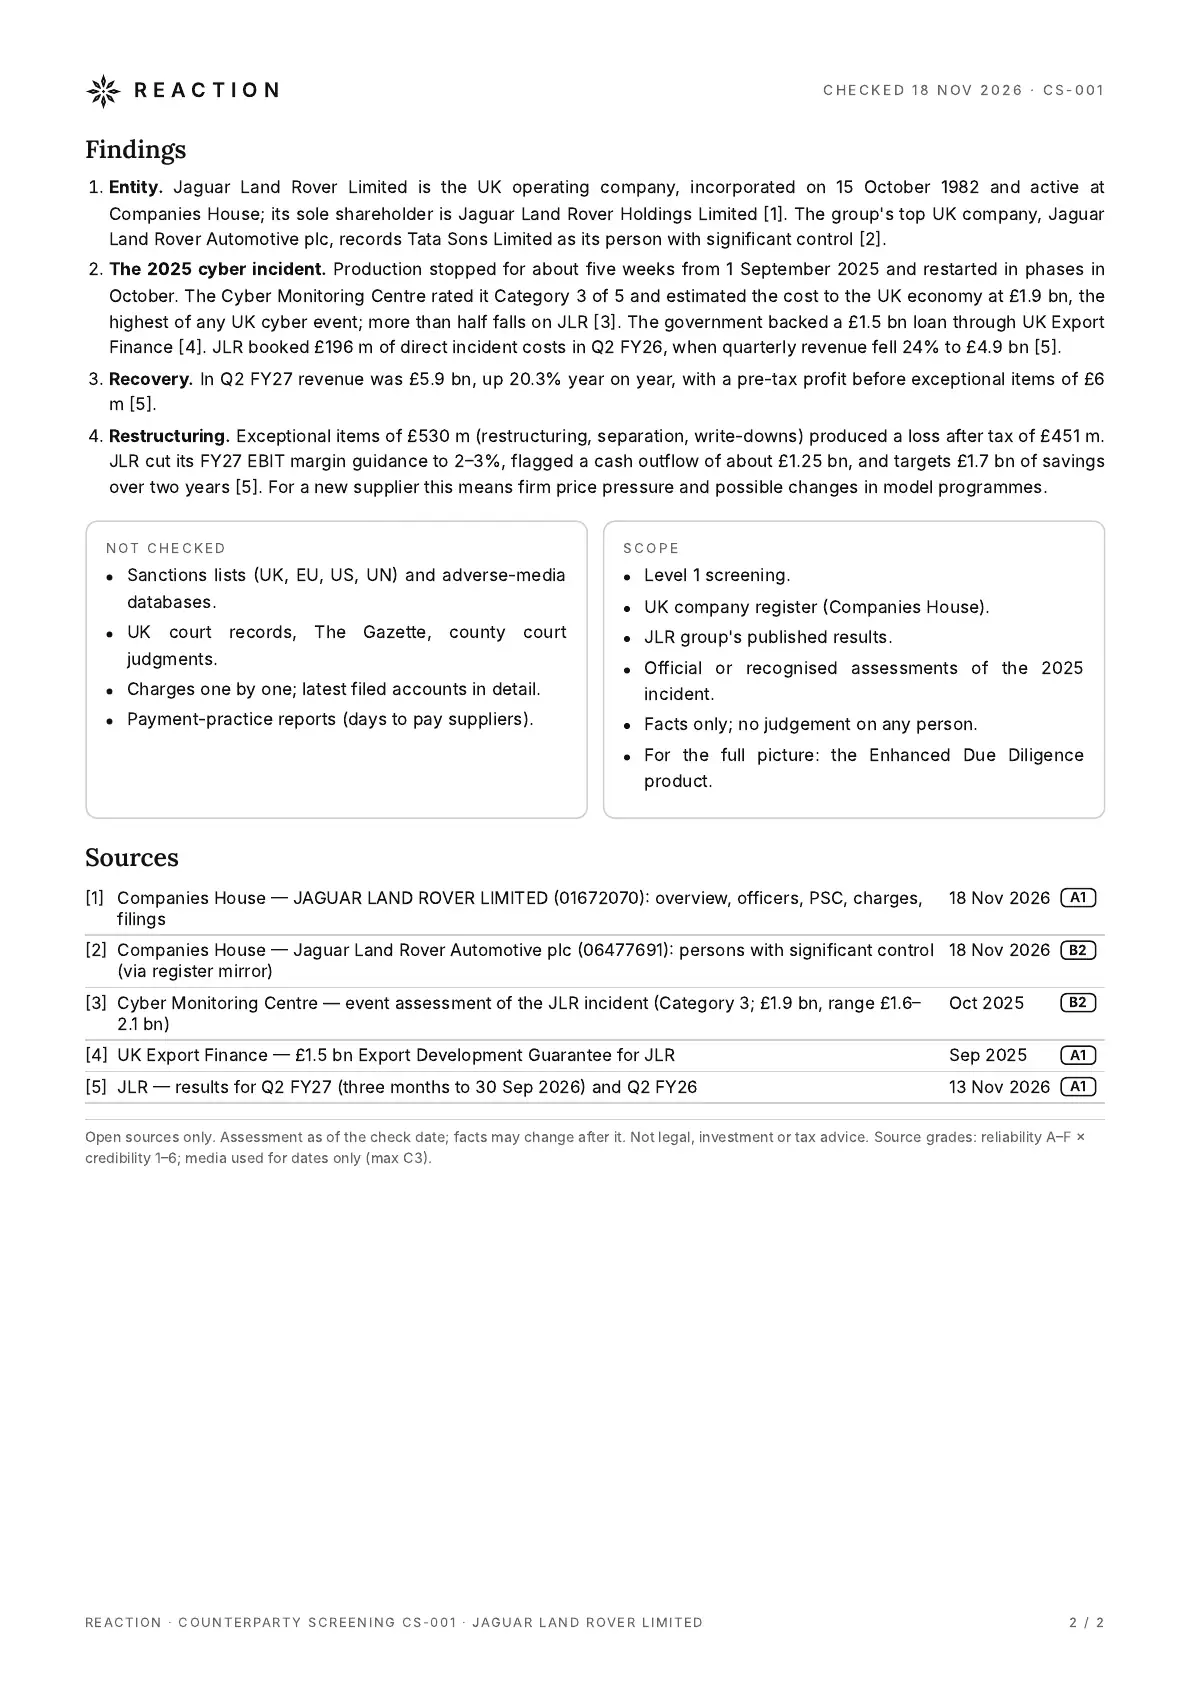 REACTION
CHECKED 18 NOV 2026 · CS-001
Findings
1. Entity. Jaguar Land Rover Limited is the UK operating company, incorporated on 15 October 1982 and active at
Companies House; its sole shareholder is Jaguar Land Rover Holdings Limited [1]. The group's top UK company, Jaguar
Land Rover Automotive plc, records Tata Sons Limited as its person with significant control [2].
2. The 2025 cyber incident. Production stopped for about five weeks from 1 September 2025 and restarted in phases in
October. The Cyber Monitoring Centre rated it Category 3 of 5 and estimated the cost to the UK economy at £1.9 bn, the
highest of any UK cyber event; more than half falls on JLR [3]. The government backed a £1.5 bn loan through UK Export
Finance [4]. JLR booked £196 m of direct incident costs in Q2 FY26, when quarterly revenue fell 24% to £4.9 bn [5].
3. Recovery. In Q2 FY27 revenue was £5.9 bn, up 20.3% year on year, with a pre-tax profit before exceptional items of £6
m [5].
4. Restructuring. Exceptional items of £530 m (restructuring, separation, write-downs) produced a loss after tax of £451 m.
JLR cut its FY27 EBIT margin guidance to 2–3%, flagged a cash outflow of about £1.25 bn, and targets £1.7 bn of savings
over two years [5]. For a new supplier this means firm price pressure and possible changes in model programmes.
NOT CHECKED
• Sanctions lists (UK, EU, US, UN) and adverse-media
databases.
• UK court records, The Gazette, county court
judgments.
• Charges one by one; latest filed accounts in detail.
• Payment-practice reports (days to pay suppliers).
SCOPE
• Level 1 screening.
• UK company register (Companies House).
• JLR group's published results.
• Official or recognised assessments of the 2025
incident.
• Facts only; no judgement on any person.
• For the full picture: the Enhanced Due Diligence
product.
Sources
[1] Companies House — JAGUAR LAND ROVER LIMITED (01672070): overview, officers, PSC, charges, 18 Nov 2026 A1
filings
[2] Companies House — Jaguar Land Rover Automotive plc (06477691): persons with significant control 18 Nov 2026 B2
(via register mirror)
[3] Cyber Monitoring Centre — event assessment of the JLR incident (Category 3; £1.9 bn, range £1.6– Oct 2025 B2
2.1 bn)
[4] UK Export Finance — £1.5 bn Export Development Guarantee for JLR Sep 2025 A1
[5] JLR — results for Q2 FY27 (three months to 30 Sep 2026) and Q2 FY26 13 Nov 2026 A1
Open sources only. Assessment as of the check date; facts may change after it. Not legal, investment or tax advice. Source grades: reliability A–F ×
credibility 1–6; media used for dates only (max C3).
REACTION · COUNTERPARTY SCREENING CS-001 · JAGUAR LAND ROVER LIMITED
2 / 2